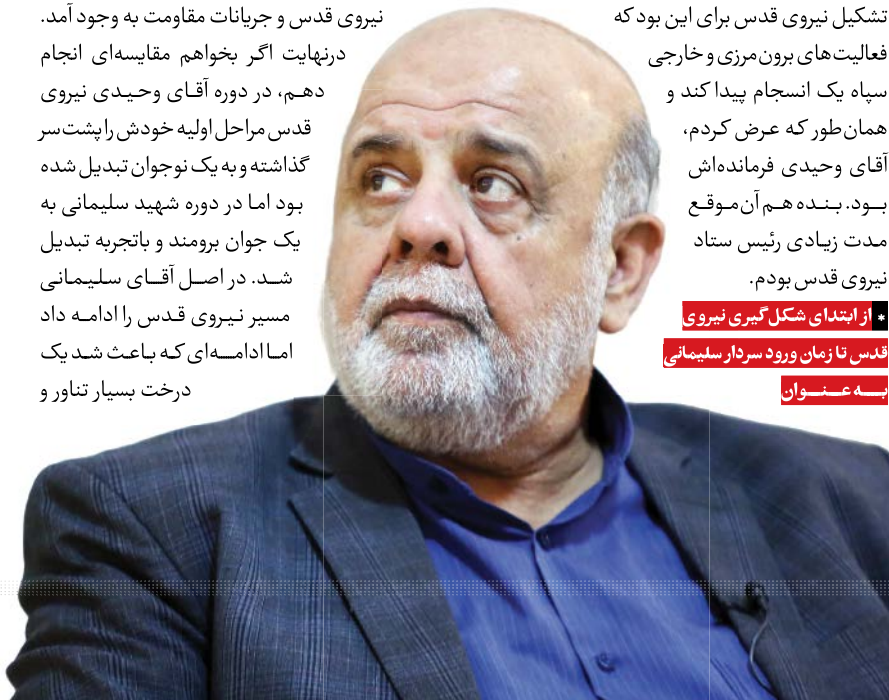 تشکیل نیروی قدس برای این بود که
فعالیت‌های برون‌مرزی و خارجی
سپاه یک انسجام پیدا کند و
همان‌طور که عرض کردم،
آقای وحیدی فرمانده‌اش
بود. بنده هم آن موقع
مدت زیادی رئیس ستاد
نیروی قدس بودم.
* از ابتدای شکل‌گیری نیروی
قدس تا زمان ورود سردار سلیمانی
به عنوان
نیروی قدس و جریانات مقاومت به وجود آمد.
درنهایت اگر بخواهم مقایسه‌ای انجام
دهم، در دوره آقای وحیدی نیروی
قدس مراحل اولیه خودش را پشت سر
گذاشته و به یک نوجوان تبدیل شده
بود اما در دوره شهید سلیمانی به
یک جوان برومند و باتجربه تبدیل
شد. در اصل آقای سلیمانی
مسیر نیروی قدس را ادامه داد
اما ادامه‌ای که باعث شد یک
درخت بسیار تناور و